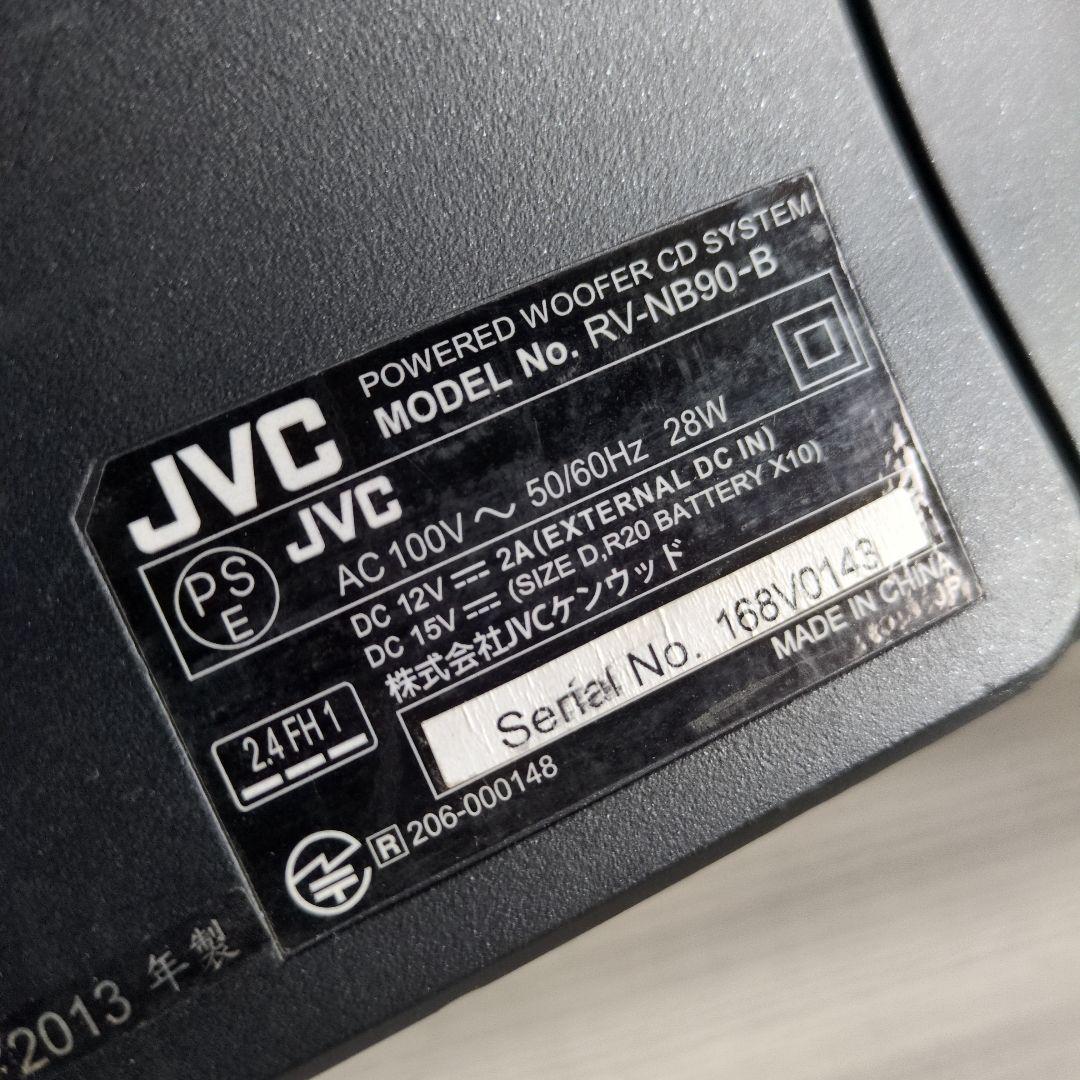 POWERED WOOFER CD SYSTEM
JVC MODEL No. RV-NB90-B
JVC
PSE
AC 100V ～ 50/60Hz 28W
DC 12V ⎓ 2A (EXTERNAL DC IN)
DC 15V ⎓ (SIZE D,R20 BATTERY X10)
株式会社JVCケンウッド
Serial No. 168V0143
MADE IN CHINA
JP
2.4 FH 1
R 206-000148
2013 年製